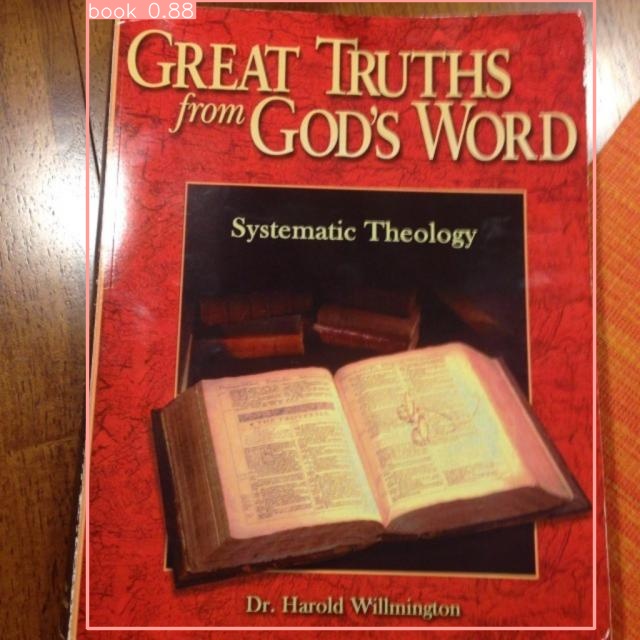 book 0.88
GREAT TRUTHS
from GOD'S WORD
Systematic Theology
Dr. Harold Willmington